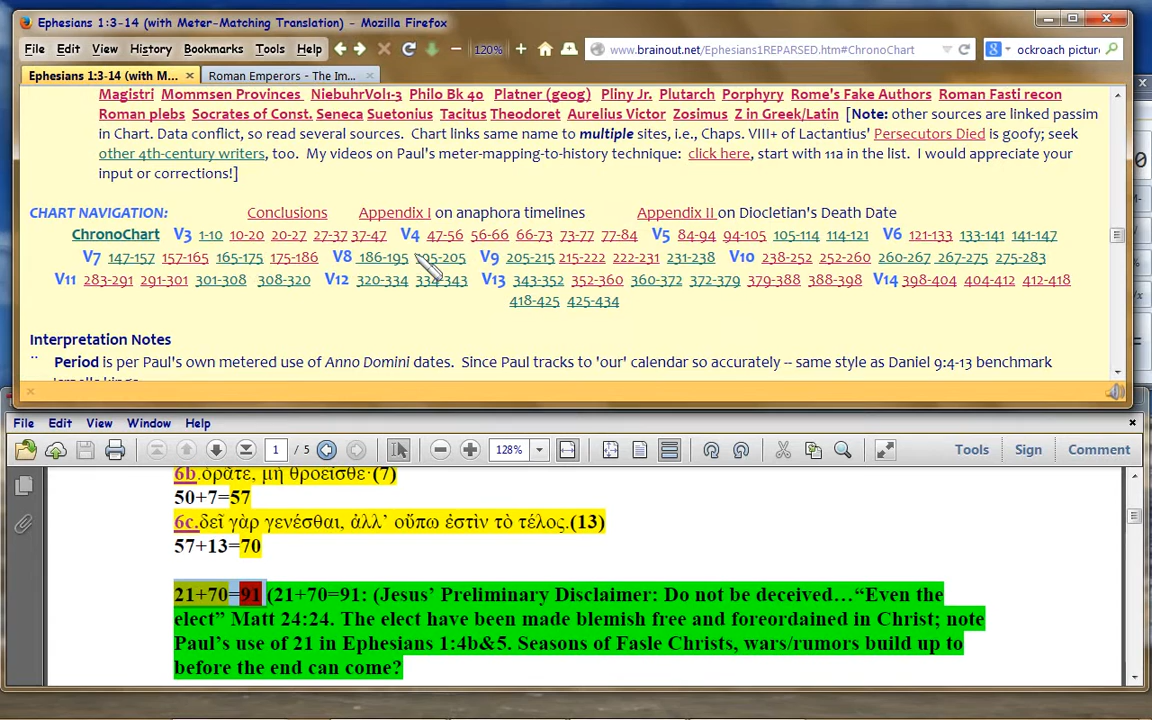 Ephesians 1:3-14 (with Meter-Matching Translation) - Mozilla Firefox
File Edit View History Bookmarks Tools Help 120% www.brainout.net/Ephesians1REPARSED.htm#ChronoChart ockroach picture
Ephesians 1:3-14 (with M... × Roman Emperors - The Im... ×
Magistri Mommsen Provinces NiebuhrVol1-3 Philo Bk 40 Platner (geog) Pliny Jr. Plutarch Porphyry Rome's Fake Authors Roman Fasti recon
Roman plebs Socrates of Const. Seneca Suetonius Tacitus Theodoret Aurelius Victor Zosimus Z in Greek/Latin [Note: other sources are linked passim
in Chart. Data conflict, so read several sources. Chart links same name to multiple sites, i.e., Chaps. VIII+ of Lactantius' Persecutors Died is goofy; seek
other 4th-century writers, too. My videos on Paul's meter-mapping-to-history technique: click here, start with 11a in the list. I would appreciate your
input or corrections!]
CHART NAVIGATION: Conclusions Appendix I on anaphora timelines Appendix II on Diocletian's Death Date
ChronoChart V3 1-10 10-20 20-27 27-37 37-47 V4 47-56 56-66 66-73 73-77 77-84 V5 84-94 94-105 105-114 114-121 V6 121-133 133-141 141-147
V7 147-157 157-165 165-175 175-186 V8 186-195 195-205 V9 205-215 215-222 222-231 231-238 V10 238-252 252-260 260-267 267-275 275-283
V11 283-291 291-301 301-308 308-320 V12 320-334 334-343 V13 343-352 352-360 360-372 372-379 379-388 388-398 V14 398-404 404-412 412-418
418-425 425-434
Interpretation Notes
Period is per Paul's own metered use of Anno Domini dates. Since Paul tracks to 'our' calendar so accurately -- same style as Daniel 9:4-13 benchmark
File Edit View Window Help
1 / 5 128% Tools Sign Comment
6b.ὁρᾶτε, μὴ θροεῖσθε·(7)
50+7=57
6c.δεῖ γὰρ γενέσθαι, ἀλλ’ οὔπω ἐστὶν τὸ τέλος.(13)
57+13=70
21+70=91 (21+70=91: (Jesus’ Preliminary Disclaimer: Do not be deceived…“Even the
elect” Matt 24:24. The elect have been made blemish free and foreordained in Christ; note
Paul’s use of 21 in Ephesians 1:4b&5. Seasons of Fasle Christs, wars/rumors build up to
before the end can come?